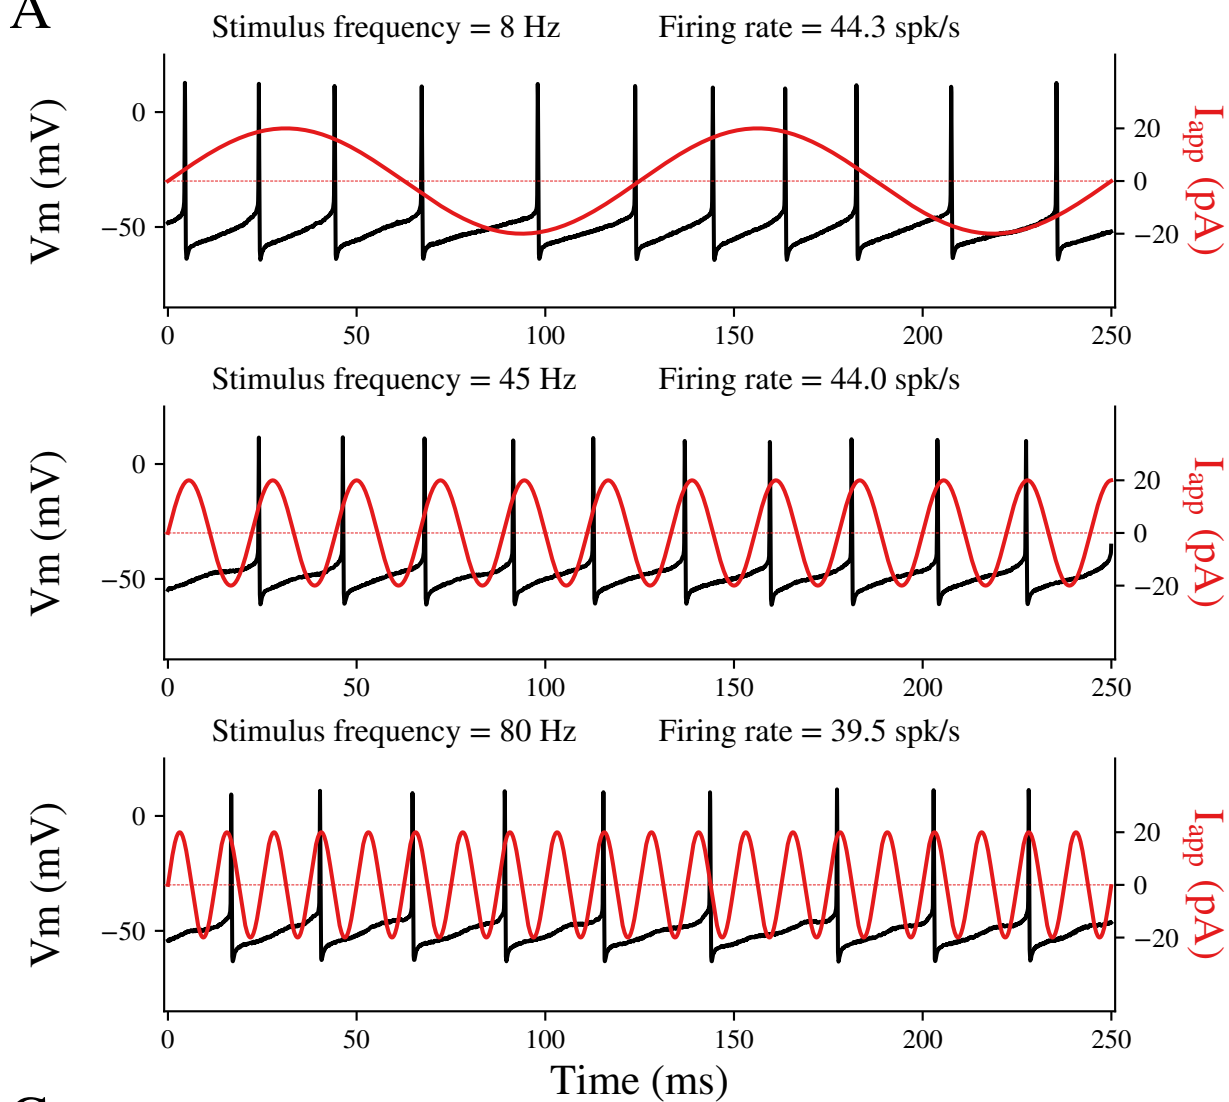 A
Stimulus frequency = 8 Hz Firing rate = 44.3 spk/s
Vm (mV)
0
−50
20
0
−20
I_app (pA)
0 50 100 150 200 250
Stimulus frequency = 45 Hz Firing rate = 44.0 spk/s
Vm (mV)
0
−50
20
0
−20
I_app (pA)
0 50 100 150 200 250
Stimulus frequency = 80 Hz Firing rate = 39.5 spk/s
Vm (mV)
0
−50
20
0
−20
I_app (pA)
0 50 100 150 200 250
Time (ms)